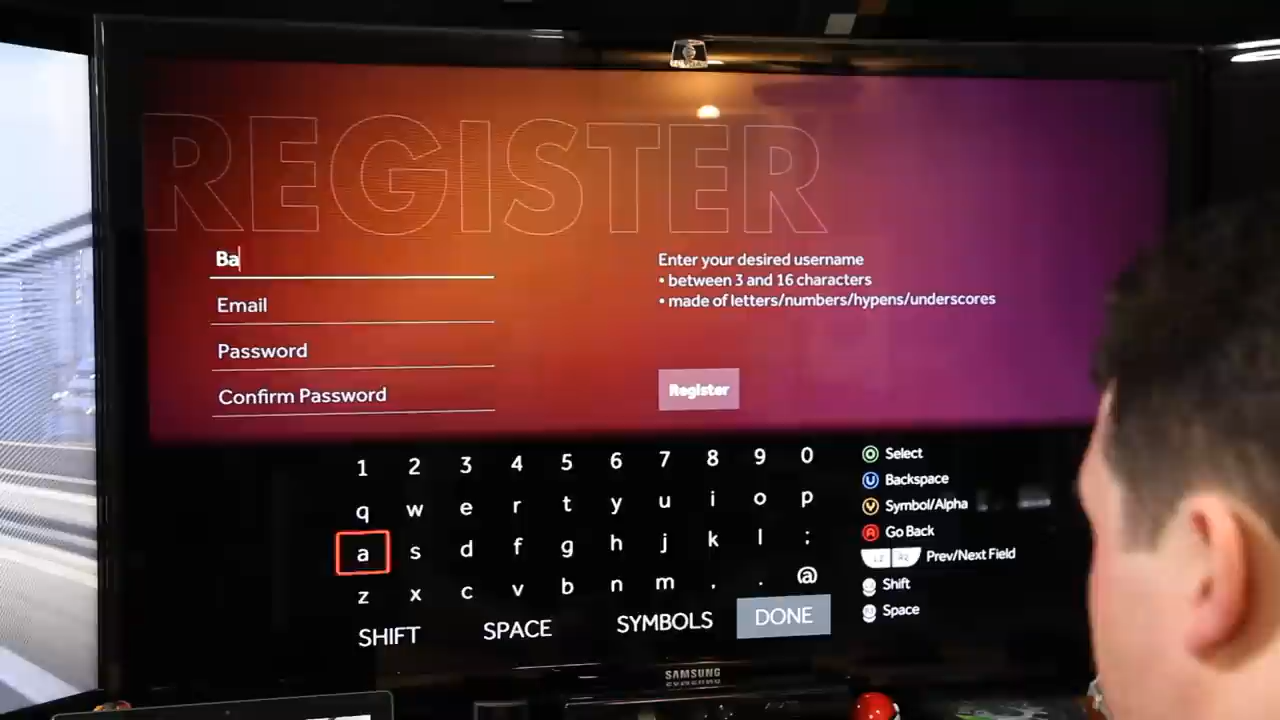 REGISTER
Ba
Email
Password
Confirm Password
Enter your desired username
• between 3 and 16 characters
• made of letters/numbers/hypens/underscores
Register
1 2 3 4 5 6 7 8 9 0
q w e r t y u i o p
a s d f g h j k l ;
z x c v b n m , . @
SHIFT SPACE SYMBOLS DONE
O Select
U Backspace
Y Symbol/Alpha
A Go Back
Prev/Next Field
Shift
Space
SAMSUNG